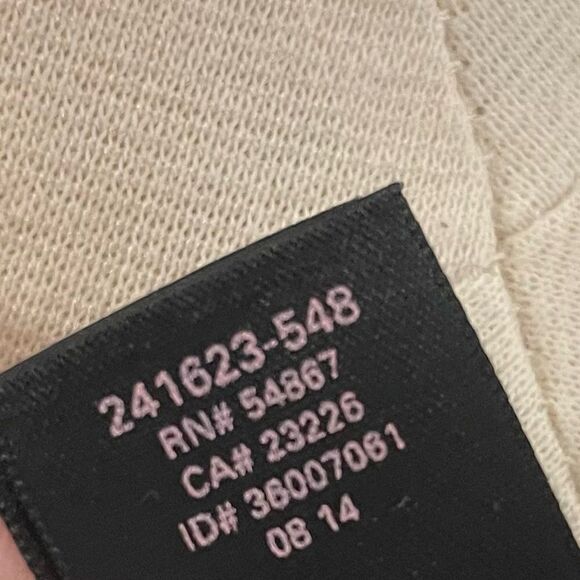 241623-548
RN# 54867
CA# 23226
ID# 36007061
08 14